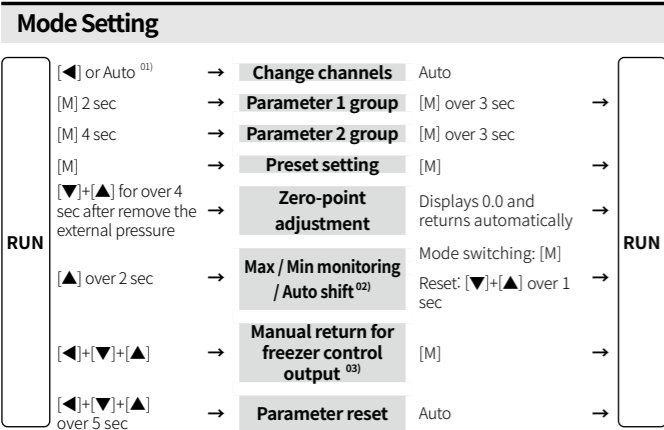 Mode Setting
RUN
[◀] or Auto 01) → Change channels Auto
[M] 2 sec → Parameter 1 group [M] over 3 sec →
[M] 4 sec → Parameter 2 group [M] over 3 sec →
[M] → Preset setting [M] →
[▼]+[▲] for over 4
sec after remove the
external pressure
→
Zero-point
adjustment
Displays 0.0 and
returns automatically
→
[▲] over 2 sec
→
Max / Min monitoring
/ Auto shift 02)
Mode switching: [M]
Reset: [▼]+[▲] over 1
sec
→
[◀]+[▼]+[▲]
→
Manual return for
freezer control
output 03)
[M]
→
[◀]+[▼]+[▲]
over 5 sec
→
Parameter reset
Auto
→
RUN